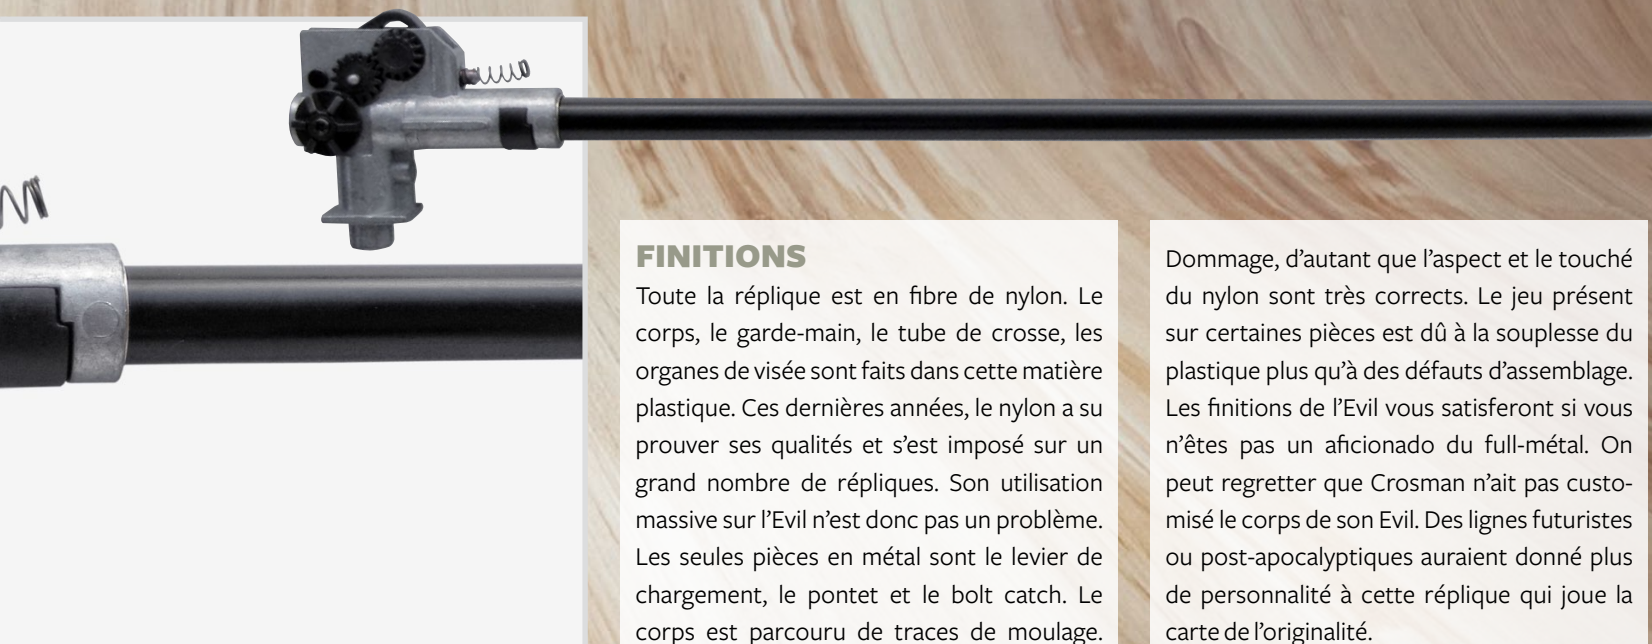 FINITIONS
Toute la réplique est en fibre de nylon. Le
corps, le garde-main, le tube de crosse, les
organes de visée sont faits dans cette matière
plastique. Ces dernières années, le nylon a su
prouver ses qualités et s’est imposé sur un
grand nombre de répliques. Son utilisation
massive sur l’Evil n’est donc pas un problème.
Les seules pièces en métal sont le levier de
chargement, le pontet et le bolt catch. Le
corps est parcouru de traces de moulage.
Dommage, d’autant que l’aspect et le touché
du nylon sont très corrects. Le jeu présent
sur certaines pièces est dû à la souplesse du
plastique plus qu’à des défauts d’assemblage.
Les finitions de l’Evil vous satisferont si vous
n’êtes pas un aficionado du full-métal. On
peut regretter que Crosman n’ait pas custo-
misé le corps de son Evil. Des lignes futuristes
ou post-apocalyptiques auraient donné plus
de personnalité à cette réplique qui joue la
carte de l’originalité.